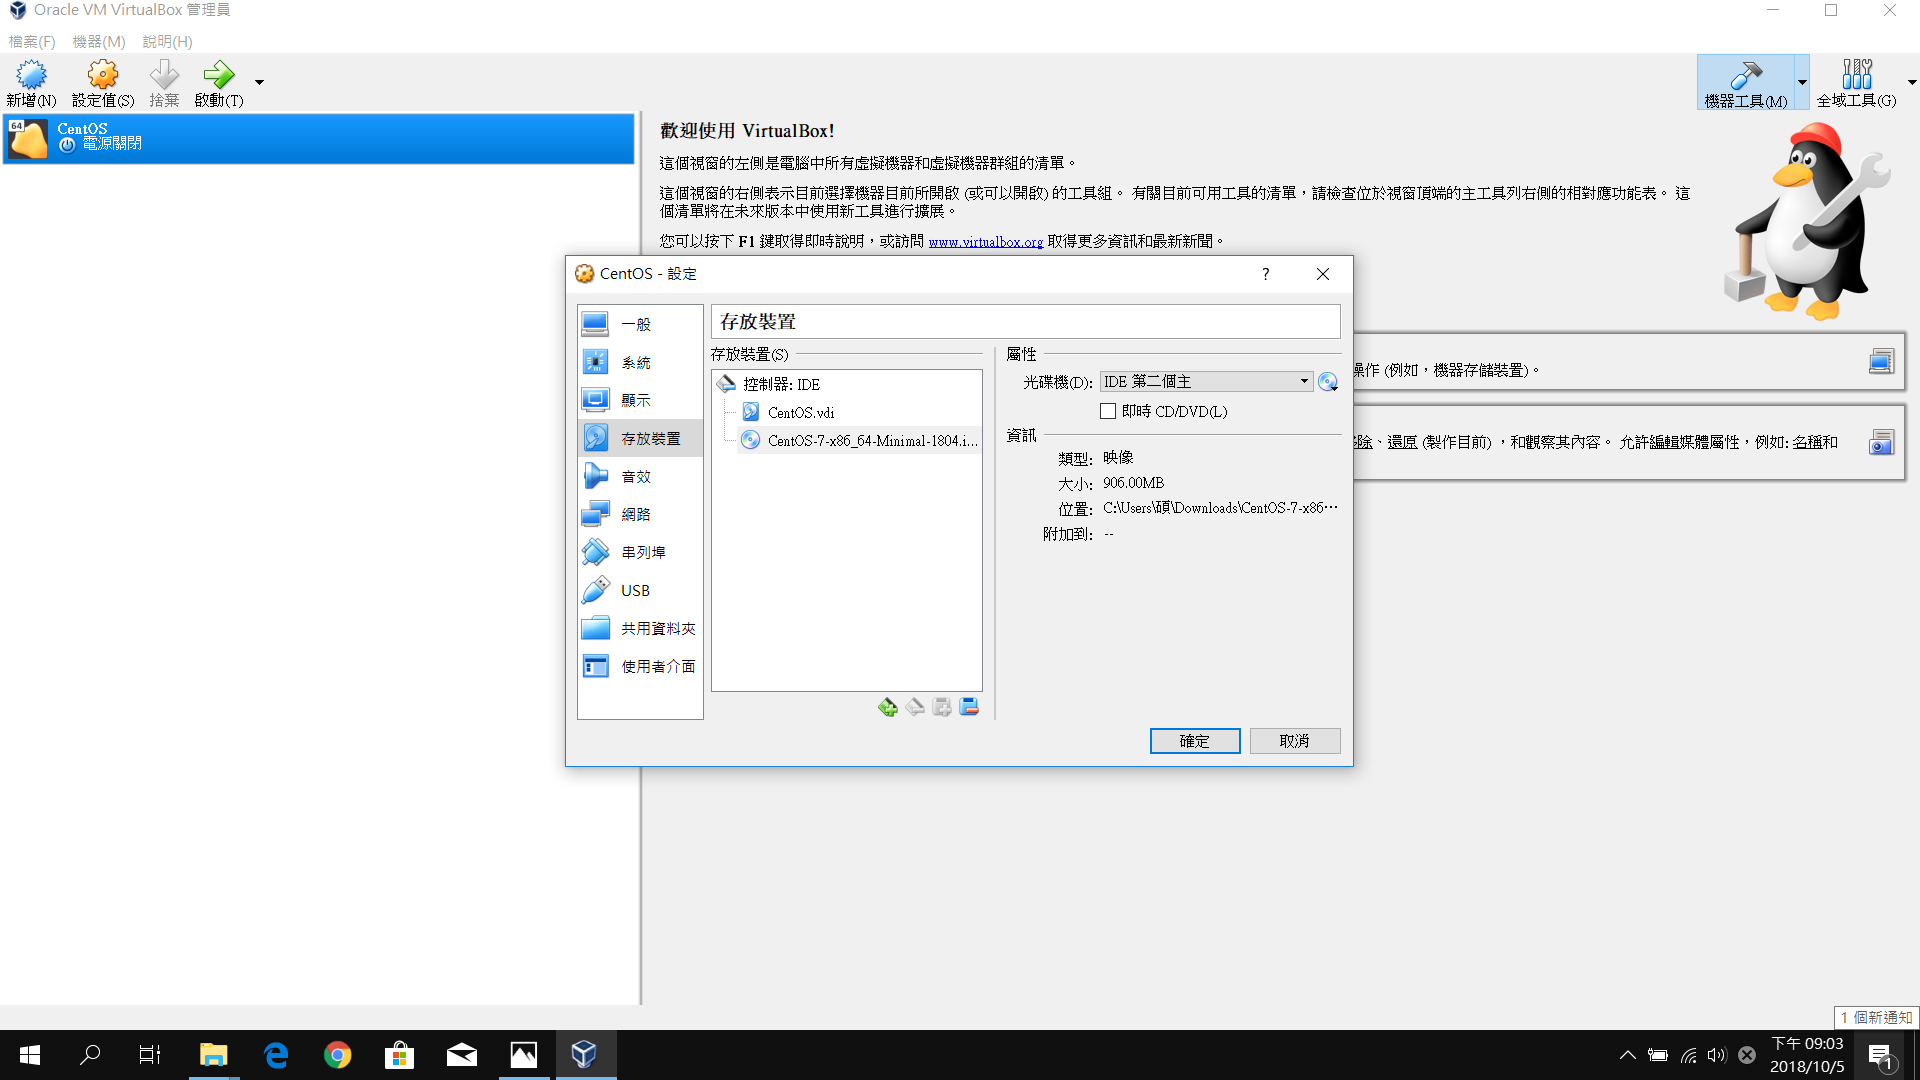 Oracle VM VirtualBox 管理員
檔案(F) 機器(M) 說明(H)
新增(N) 設定值(S) 捨棄 啟動(T)
機器工具(M) 全域工具(G)
64 CentOS
電源關閉
歡迎使用 VirtualBox!
這個視窗的左側是電腦中所有虛擬機器和虛擬機器群組的清單。
這個視窗的右側表示目前選擇機器目前所開啟 (或可以開啟) 的工具組。 有關目前可用工具的清單，請檢查位於視窗頂端的主工具列右側的相對應功能表。 這
個清單將在未來版本中使用新工具進行擴展。
您可以按下 F1 鍵取得即時說明，或訪問 www.virtualbox.org 取得更多資訊和最新新聞。
操作 (例如，機器存儲裝置)。
除、還原 (製作目前) ，和觀察其內容。 允許編輯媒體屬性，例如: 名稱和
CentOS - 設定 ?
一般
系統
顯示
存放裝置
音效
網路
串列埠
USB
共用資料夾
使用者介面
存放裝置
存放裝置(S)
控制器: IDE
CentOS.vdi
CentOS-7-x86_64-Minimal-1804.i...
屬性
光碟機(D): IDE 第二個主
即時 CD/DVD(L)
資訊
類型: 映像
大小: 906.00MB
位置: C:\Users\碩\Downloads\CentOS-7-x86⋯
附加到: --
確定 取消
1 個新通知
下午 09:03
2018/10/5
1